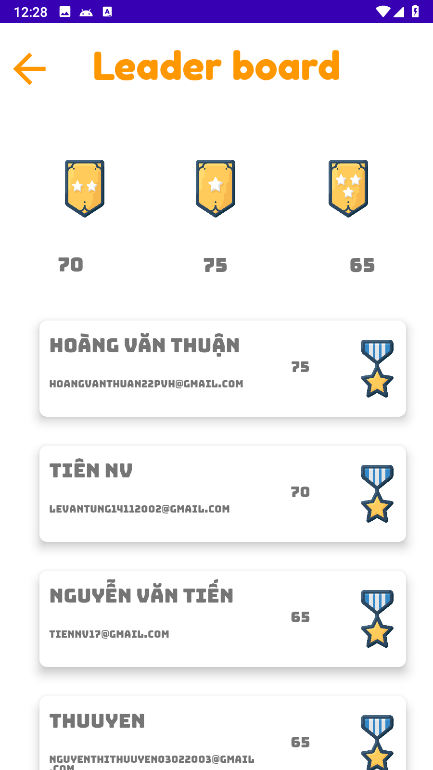 12:28
Leader board
70 75 65
HOÀNG VĂN THUẬN
75
HOANGVANTHUAN22PVH@GMAIL.COM
TIÊN NV
70
LEVANTUNG14112002@GMAIL.COM
NGUYỄN VĂN TIẾN
65
TIENNV17@GMAIL.COM
THUUYEN
65
NGUYENTHITHUUYEN03022003@GMAIL
.COM